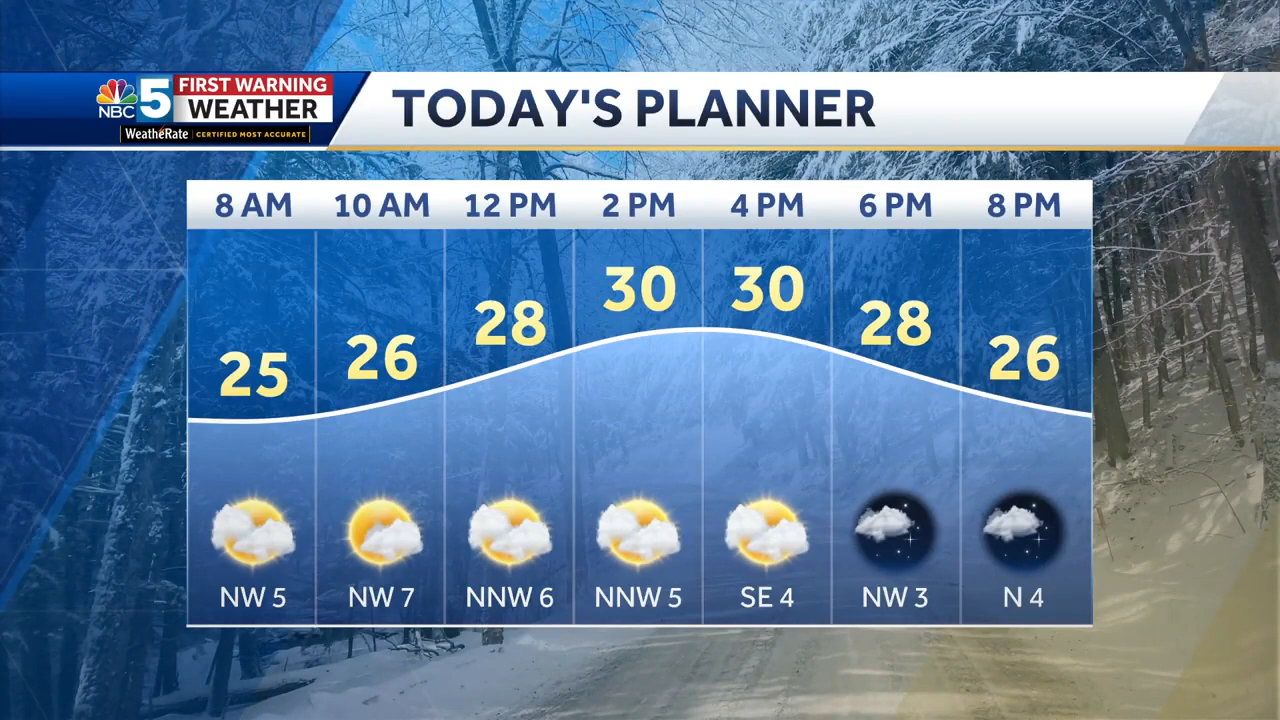 FIRST WARNING
NBC 5 WEATHER
WeatheRate CERTIFIED MOST ACCURATE
TODAY'S PLANNER
8 AM 10 AM 12 PM 2 PM 4 PM 6 PM 8 PM
25 26 28 30 30 28 26
NW 5 NW 7 NNW 6 NNW 5 SE 4 NW 3 N 4